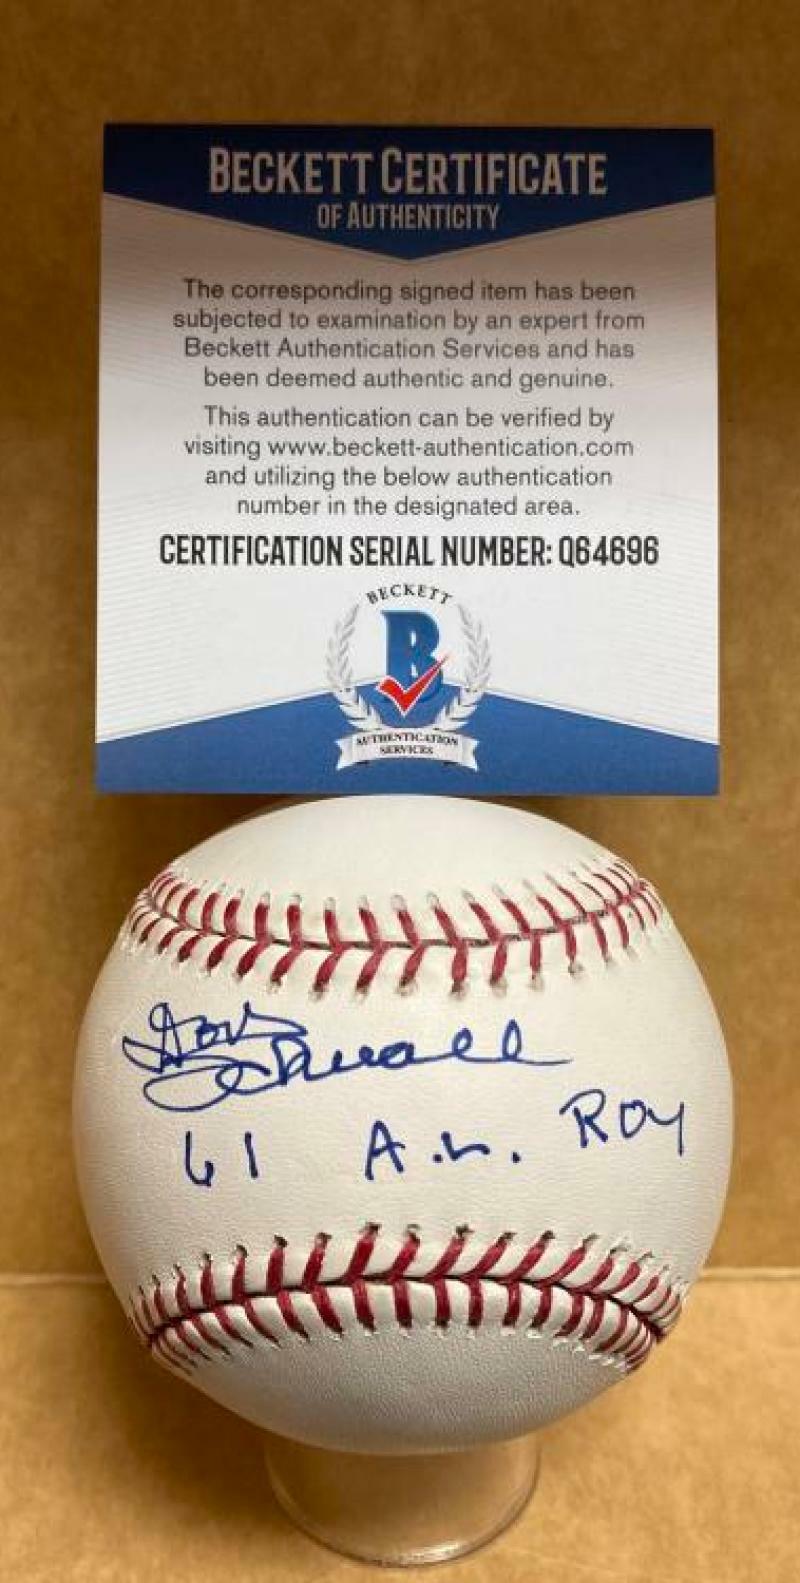 BECKETT CERTIFICATE
OF AUTHENTICITY
The corresponding signed item has been
subjected to examination by an expert from
Beckett Authentication Services and has
been deemed authentic and genuine.
This authentication can be verified by
visiting www.beckett-authentication.com
and utilizing the below authentication
number in the designated area.
CERTIFICATION SERIAL NUMBER: Q64696
BECKETT
B
AUTHENTICATION
SERVICES
Don
Schwall
61 A.L. ROY